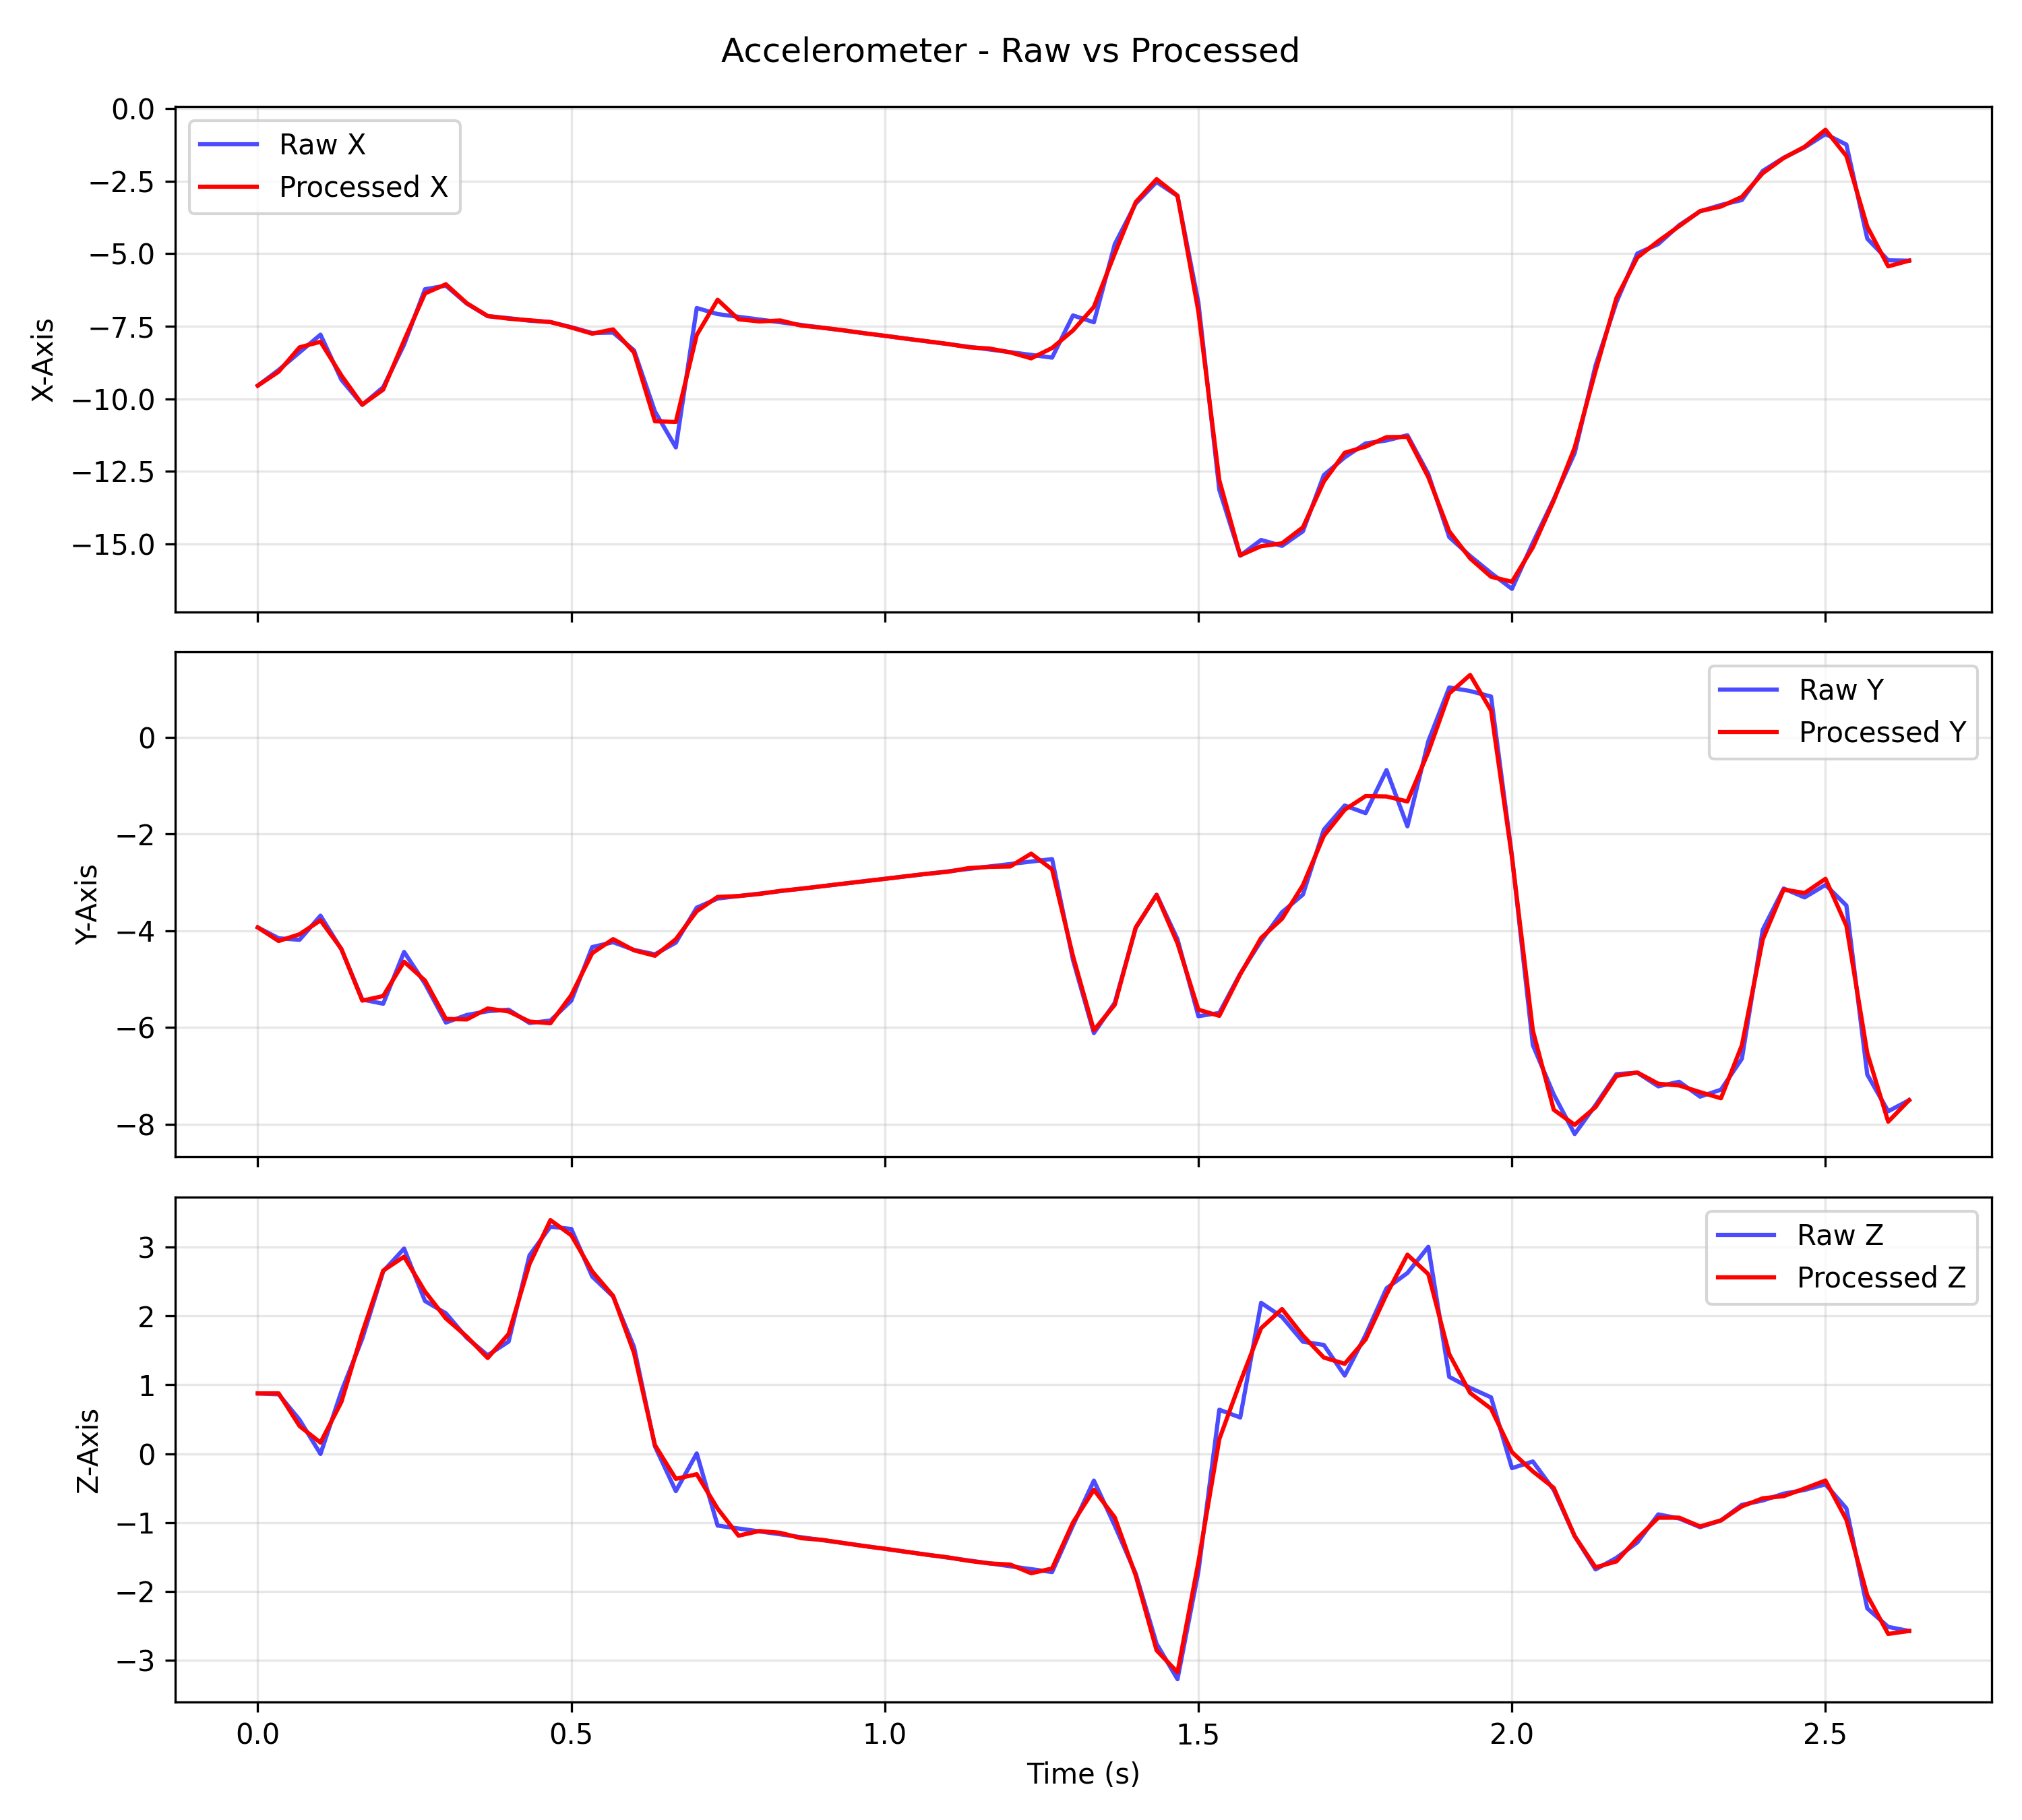 Accelerometer - Raw vs Processed
0.0
−2.5
−5.0
−7.5
−10.0
−12.5
−15.0
X-Axis
Raw X
Processed X
0
−2
−4
−6
−8
Y-Axis
Raw Y
Processed Y
3
2
1
0
−1
−2
−3
Z-Axis
Raw Z
Processed Z
0.0 0.5 1.0 1.5 2.0 2.5
Time (s)